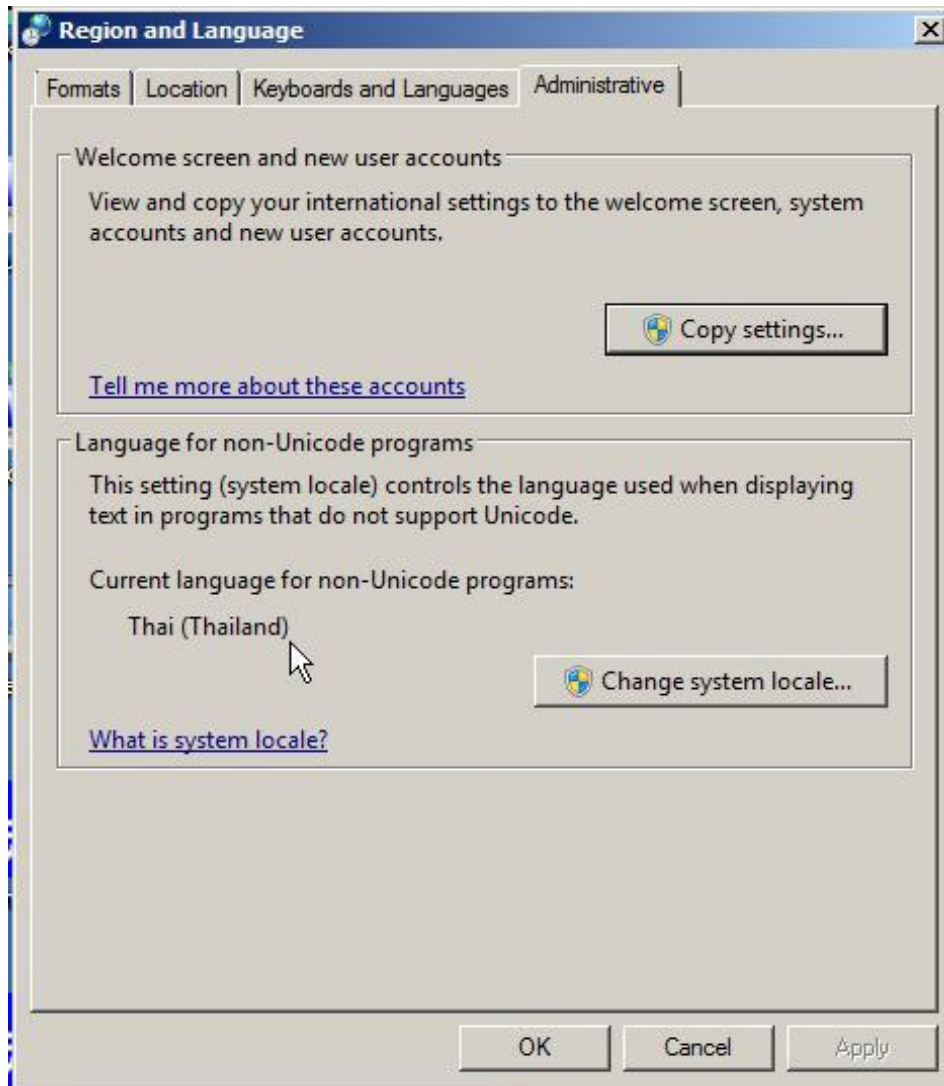 Region and Language
Formats Location Keyboards and Languages Administrative
Welcome screen and new user accounts
View and copy your international settings to the welcome screen, system
accounts and new user accounts.
Copy settings...
Tell me more about these accounts
Language for non-Unicode programs
This setting (system locale) controls the language used when displaying
text in programs that do not support Unicode.
Current language for non-Unicode programs:
Thai (Thailand)
Change system locale...
What is system locale?
OK Cancel Apply